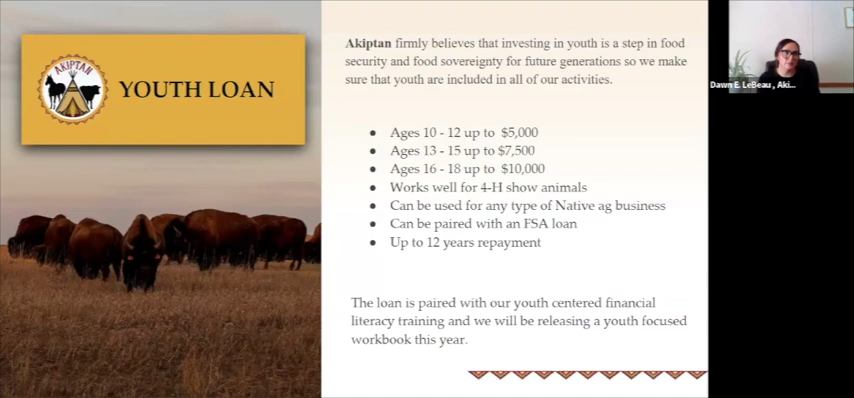 AKIPTAN
YOUTH LOAN
Akiptan firmly believes that investing in youth is a step in food
security and food sovereignty for future generations so we make
sure that youth are included in all of our activities.
● Ages 10 - 12 up to $5,000
● Ages 13 - 15 up to $7,500
● Ages 16 - 18 up to $10,000
● Works well for 4-H show animals
● Can be used for any type of Native ag business
● Can be paired with an FSA loan
● Up to 12 years repayment
The loan is paired with our youth centered financial
literacy training and we will be releasing a youth focused
workbook this year.
Dawn E. LeBeau , Aki...